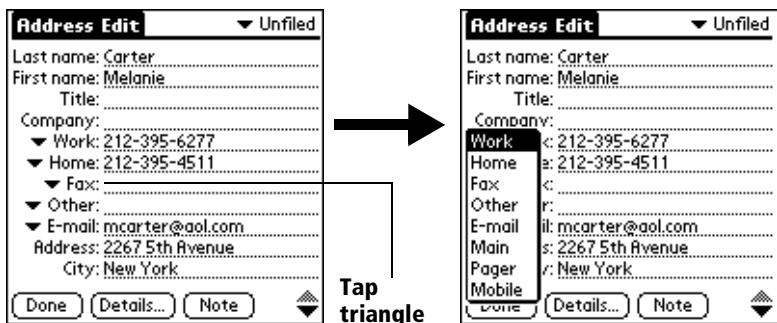 Address Edit ▼ Unfiled
Last name: Carter
First name: Melanie
Title:
Company:
▼ Work: 212-395-6277
▼ Home: 212-395-4511
▼ Fax:
▼ Other:
▼ E-mail: mcarter@aol.com
Address: 2267 5th Avenue
City: New York
Done Details... Note
Tap
triangle
Address Edit ▼ Unfiled
Last name: Carter
First name: Melanie
Title:
Company:
Work k: 212-395-6277
Home e: 212-395-4511
Fax x:
Other r:
E-mail il: mcarter@aol.com
Main s: 2267 5th Avenue
Pager y: New York
Mobile
Done Details... Note